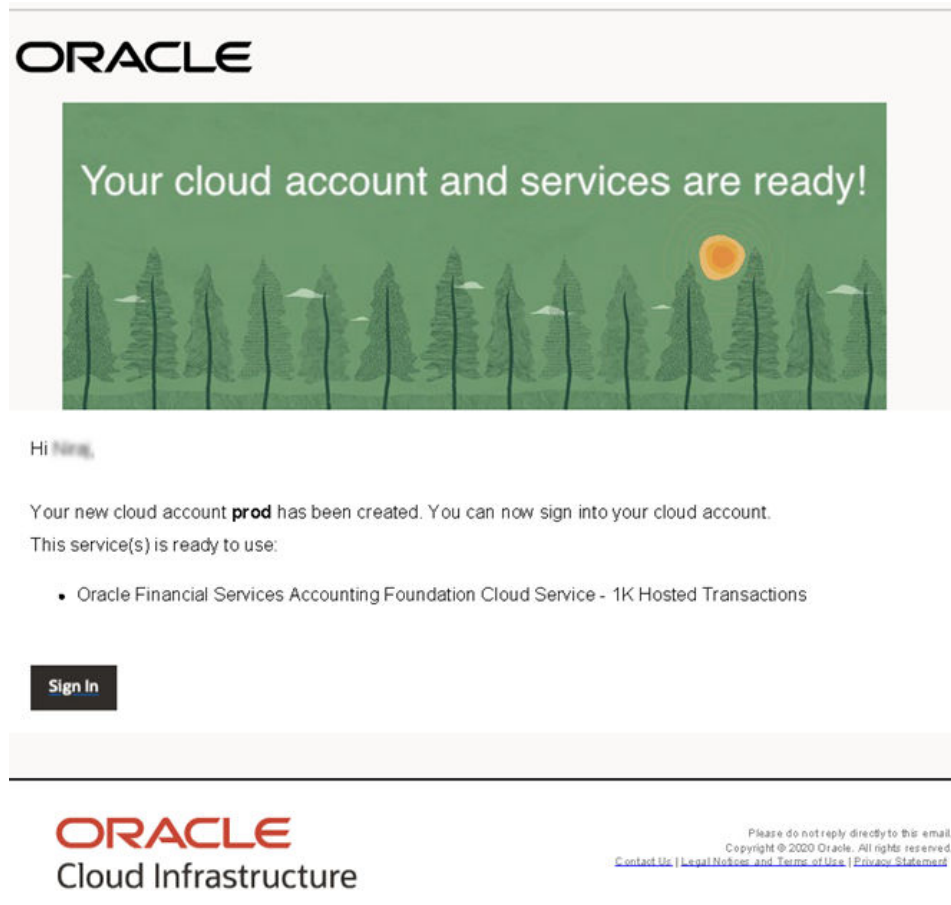 ORACLE
Your cloud account and services are ready!
Hi
Your new cloud account prod has been created. You can now sign into your cloud account.
This service(s) is ready to use:
• Oracle Financial Services Accounting Foundation Cloud Service - 1K Hosted Transactions
Sign In
ORACLE
Cloud Infrastructure
Please do not reply directly to this email.
Copyright © 2020 Oracle. All rights reserved
Contact Us | Legal Notices and Terms of Use | Privacy Statement